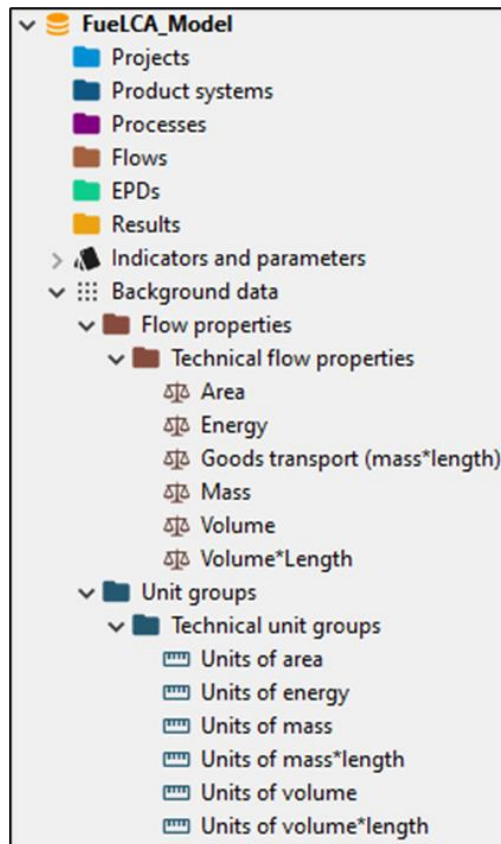 FueLCA_Model
Projects
Product systems
Processes
Flows
EPDs
Results
Indicators and parameters
Background data
Flow properties
Technical flow properties
Area
Energy
Goods transport (mass*length)
Mass
Volume
Volume*Length
Unit groups
Technical unit groups
Units of area
Units of energy
Units of mass
Units of mass*length
Units of volume
Units of volume*length